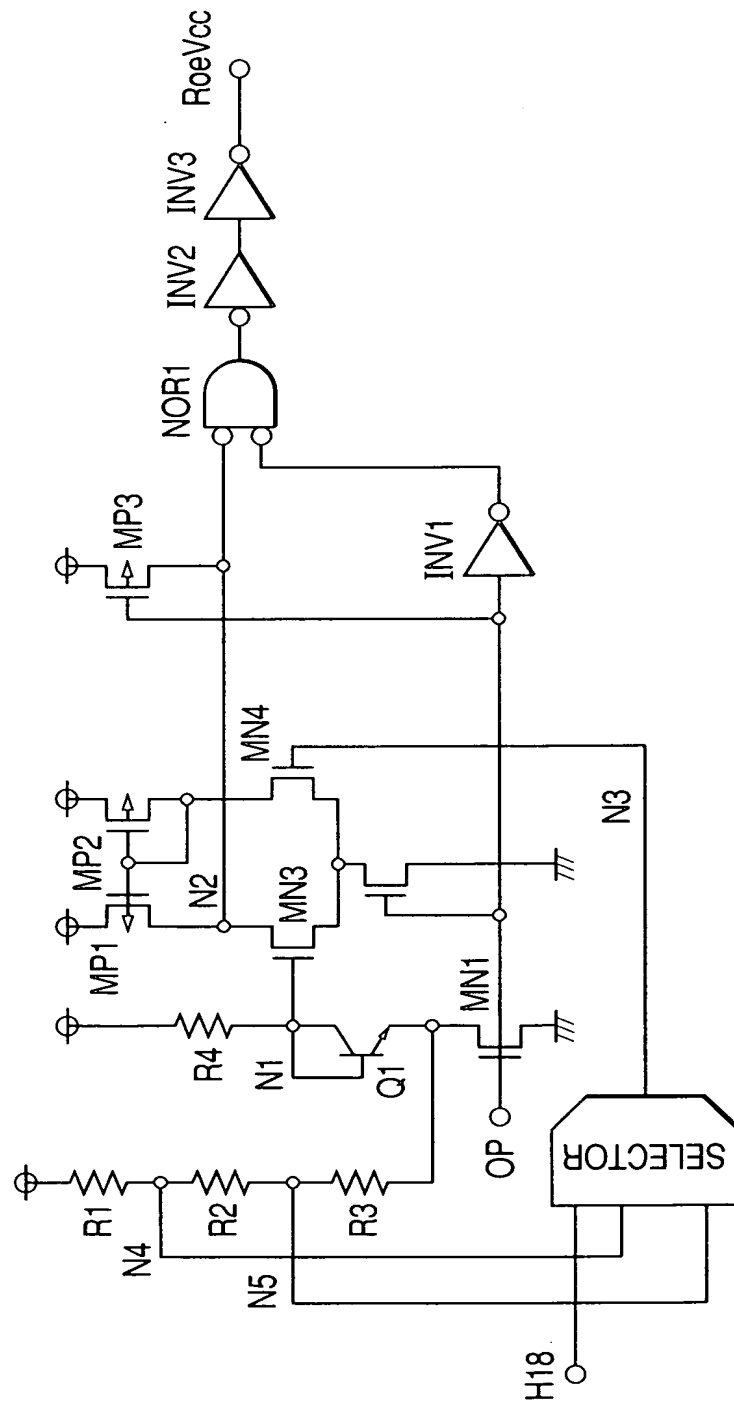 RoeVcc
INV3
INV2
NOR1
MP3
INV1
MP2
MP1
N2
MN4
MN3
N3
R4
N1
Q1
MN1
OP
R1
R2
R3
N4
N5
SELECTOR
H18